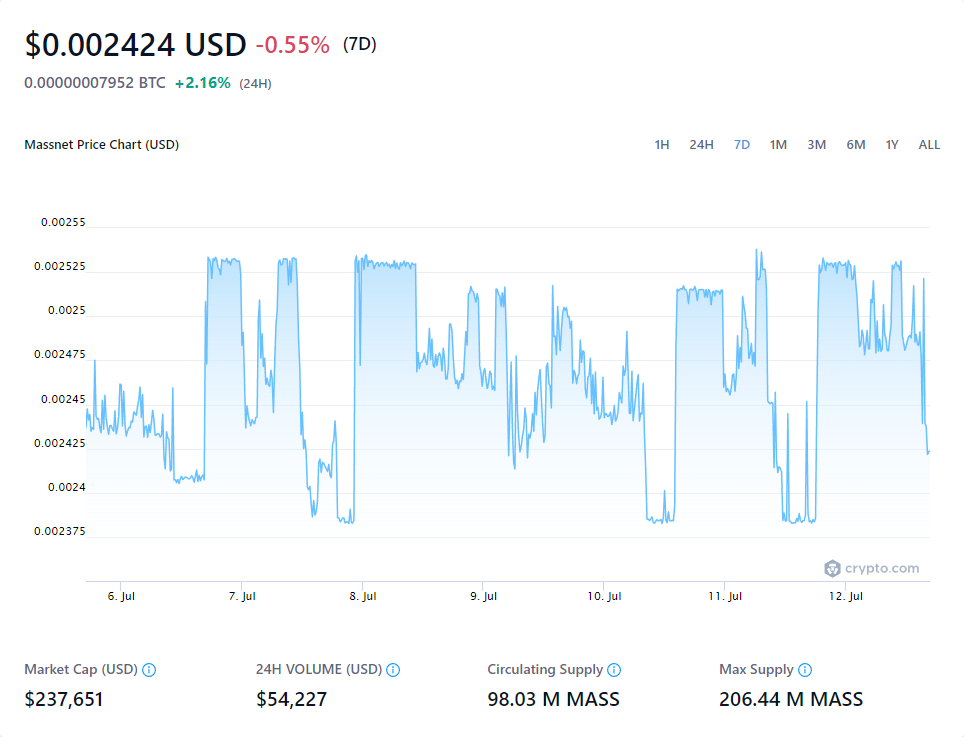 $0.002424 USD -0.55% (7D)
0.00000007952 BTC +2.16% (24H)
Massnet Price Chart (USD)
1H 24H 7D 1M 3M 6M 1Y ALL
0.00255
0.002525
0.0025
0.002475
0.00245
0.002425
0.0024
0.002375
crypto.com
6. Jul 7. Jul 8. Jul 9. Jul 10. Jul 11. Jul 12. Jul
Market Cap (USD) 24H VOLUME (USD) Circulating Supply Max Supply
$237,651 $54,227 98.03 M MASS 206.44 M MASS